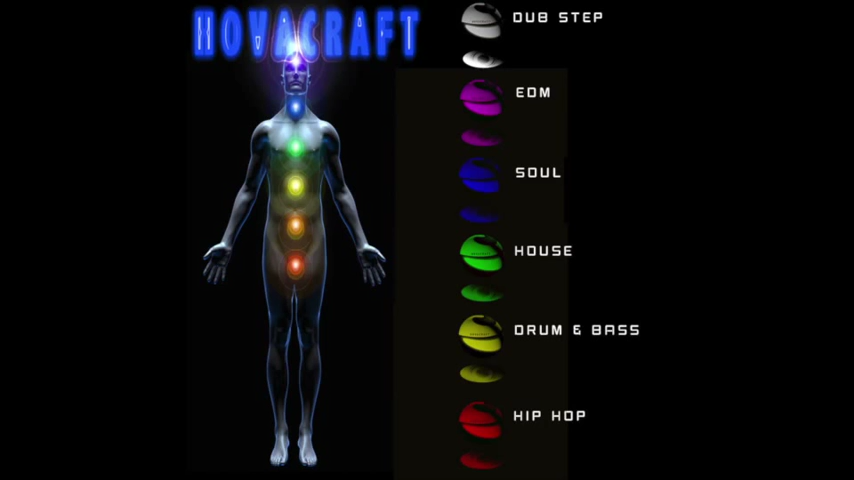 HOVACRAFT
DUB STEP
EDM
SOUL
HOUSE
DRUM & BASS
HIP HOP